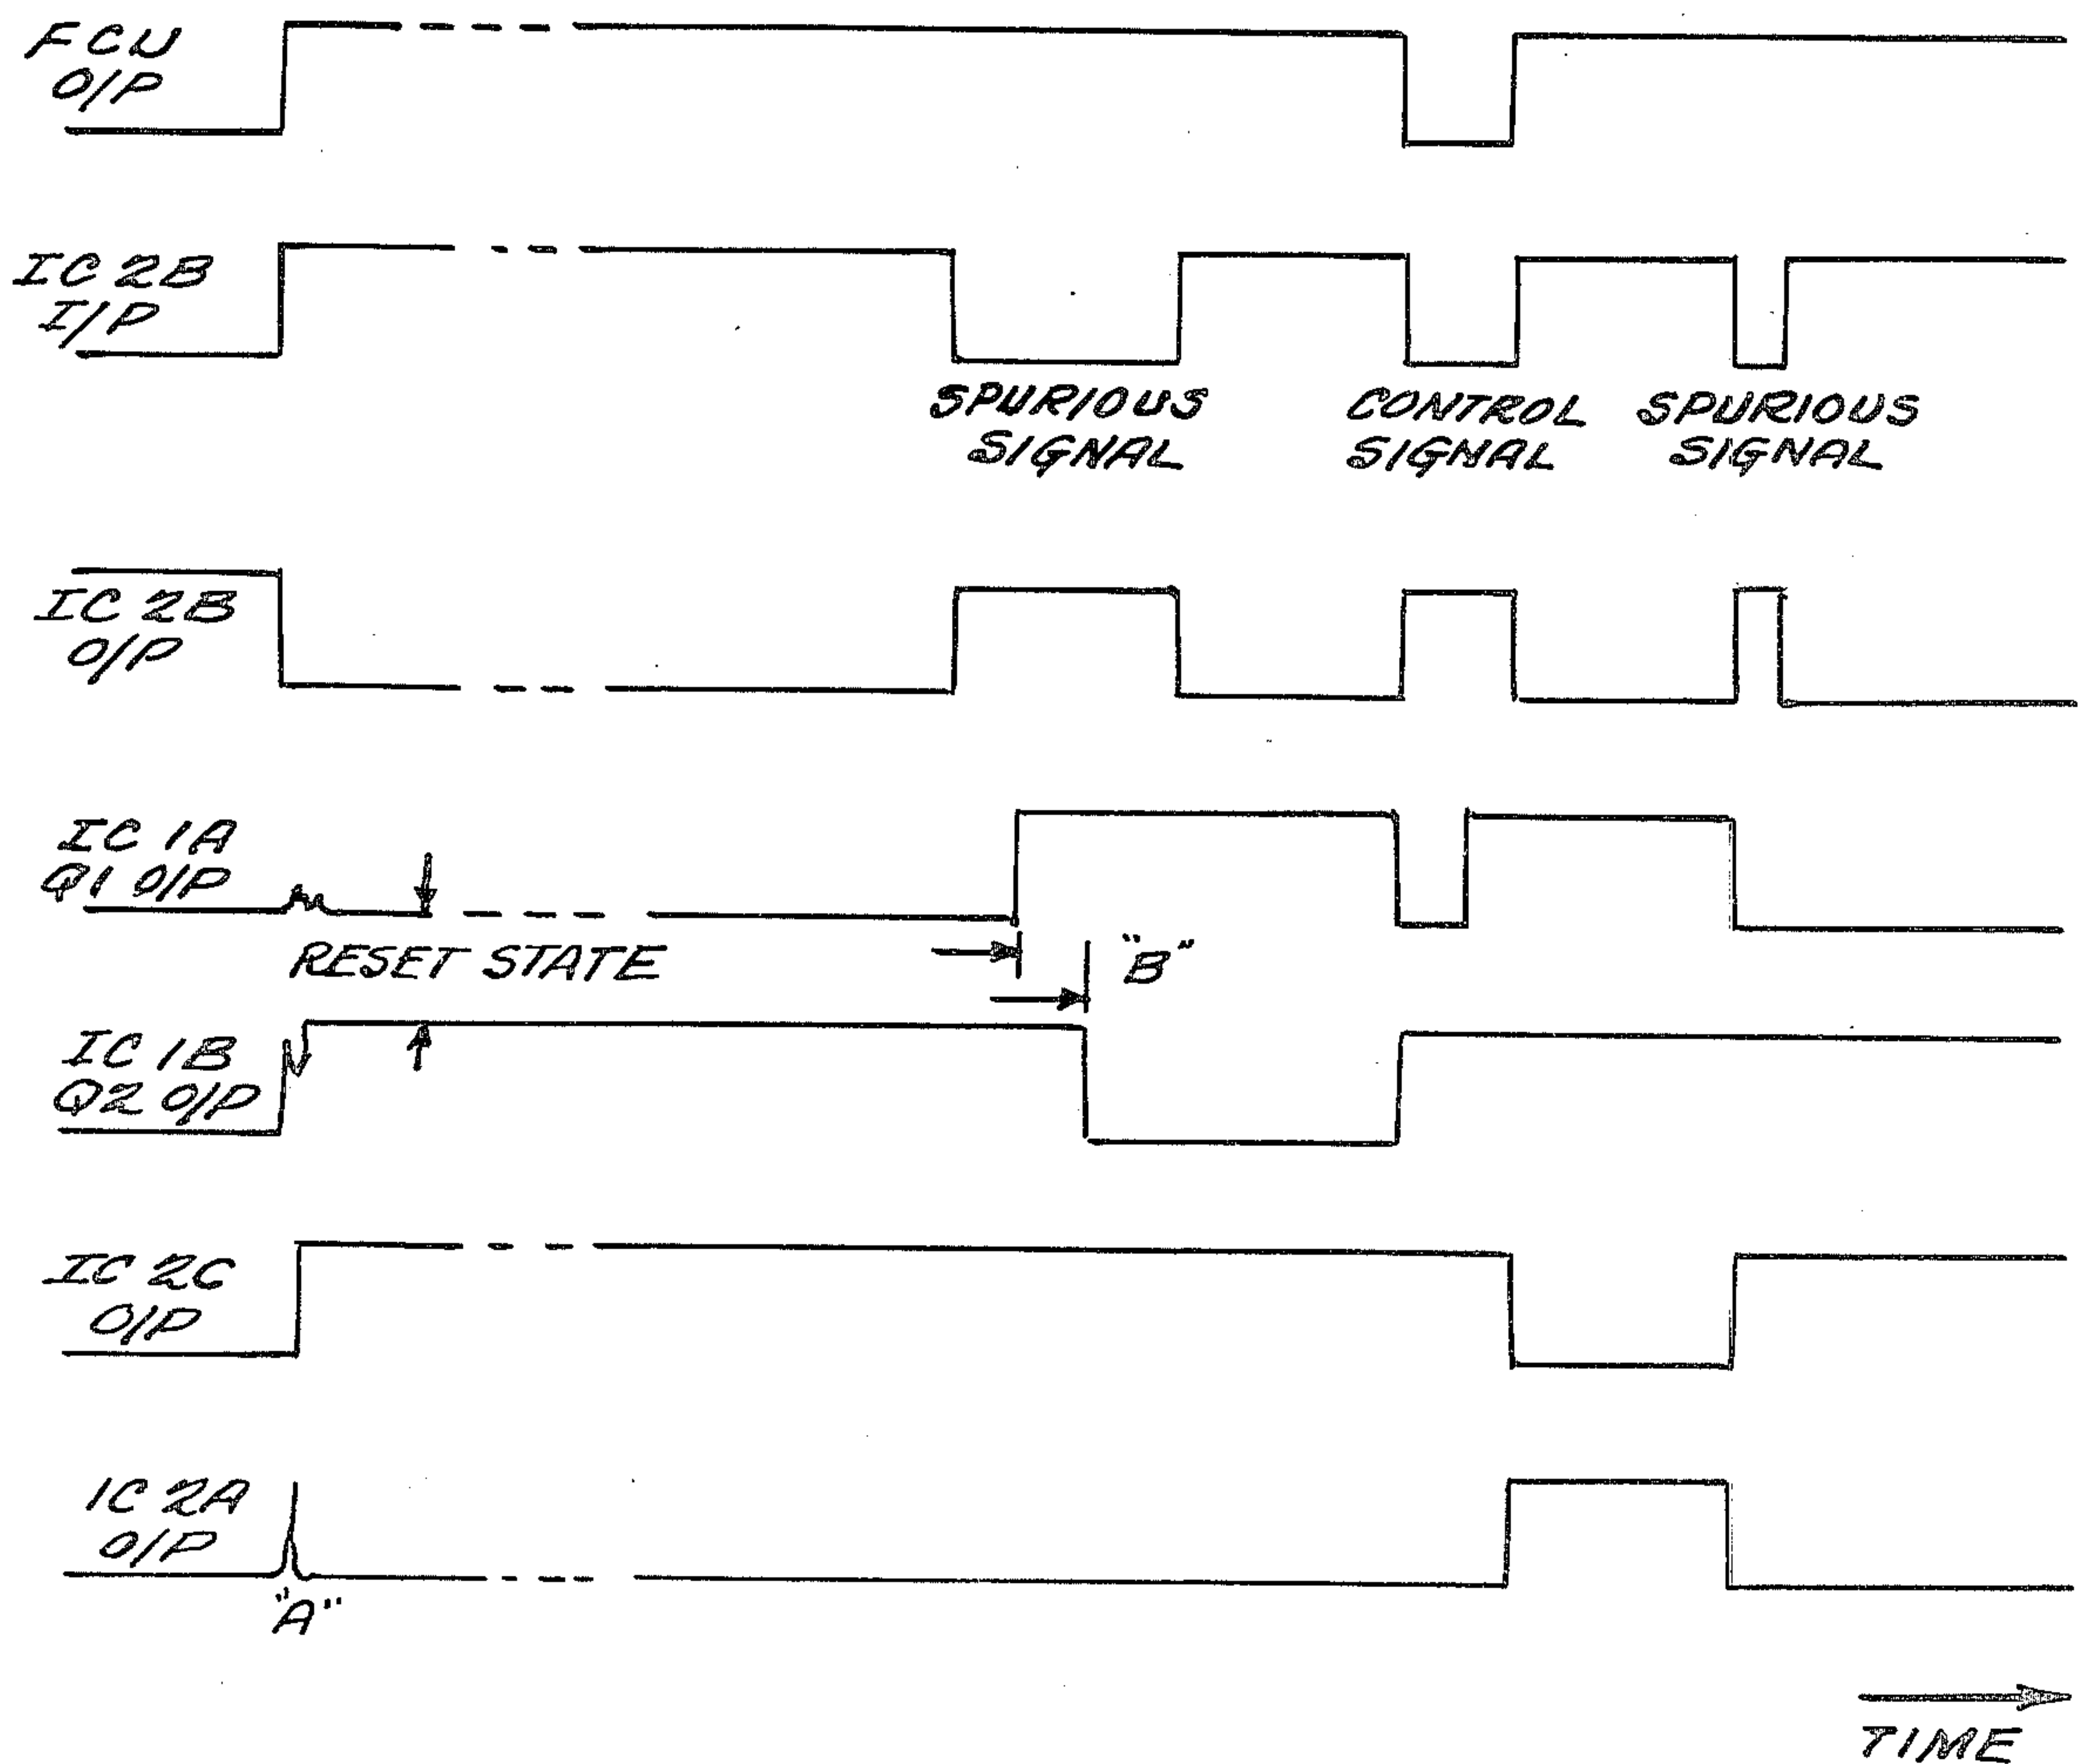 FCU
O/P
IC 2B
I/P
SPURIOUS
SIGNAL
CONTROL
SIGNAL
SPURIOUS
SIGNAL
IC 2B
O/P
IC 1A
Q1 O/P
RESET STATE
"B"
IC 1B
Q2 O/P
IC 2C
O/P
IC 2A
O/P
"A"
TIME